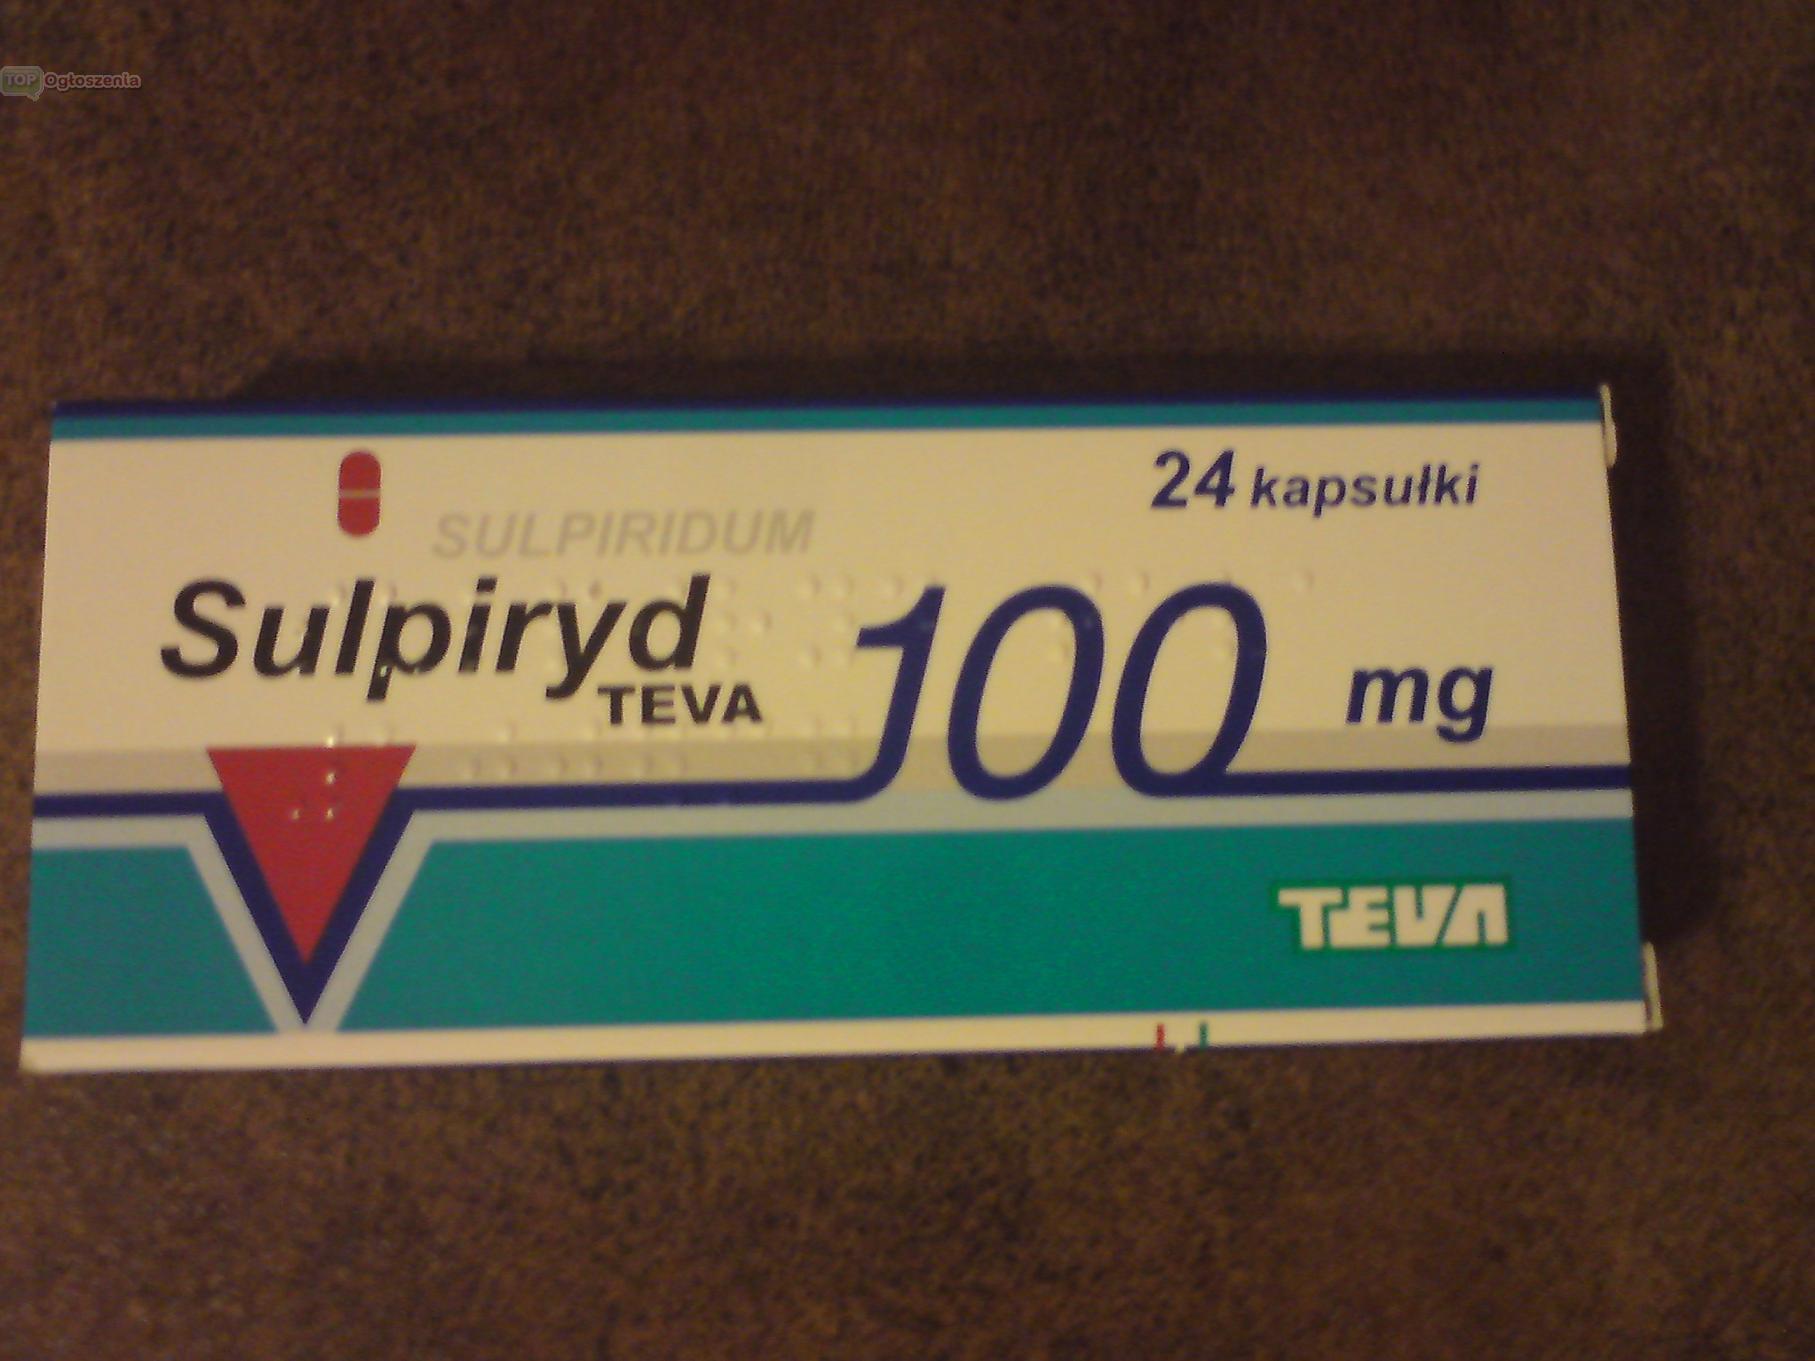 TOP Ogłoszenia
24 kapsułki
SULPIRIDUM
Sulpiryd
TEVA
100 mg
TEVA